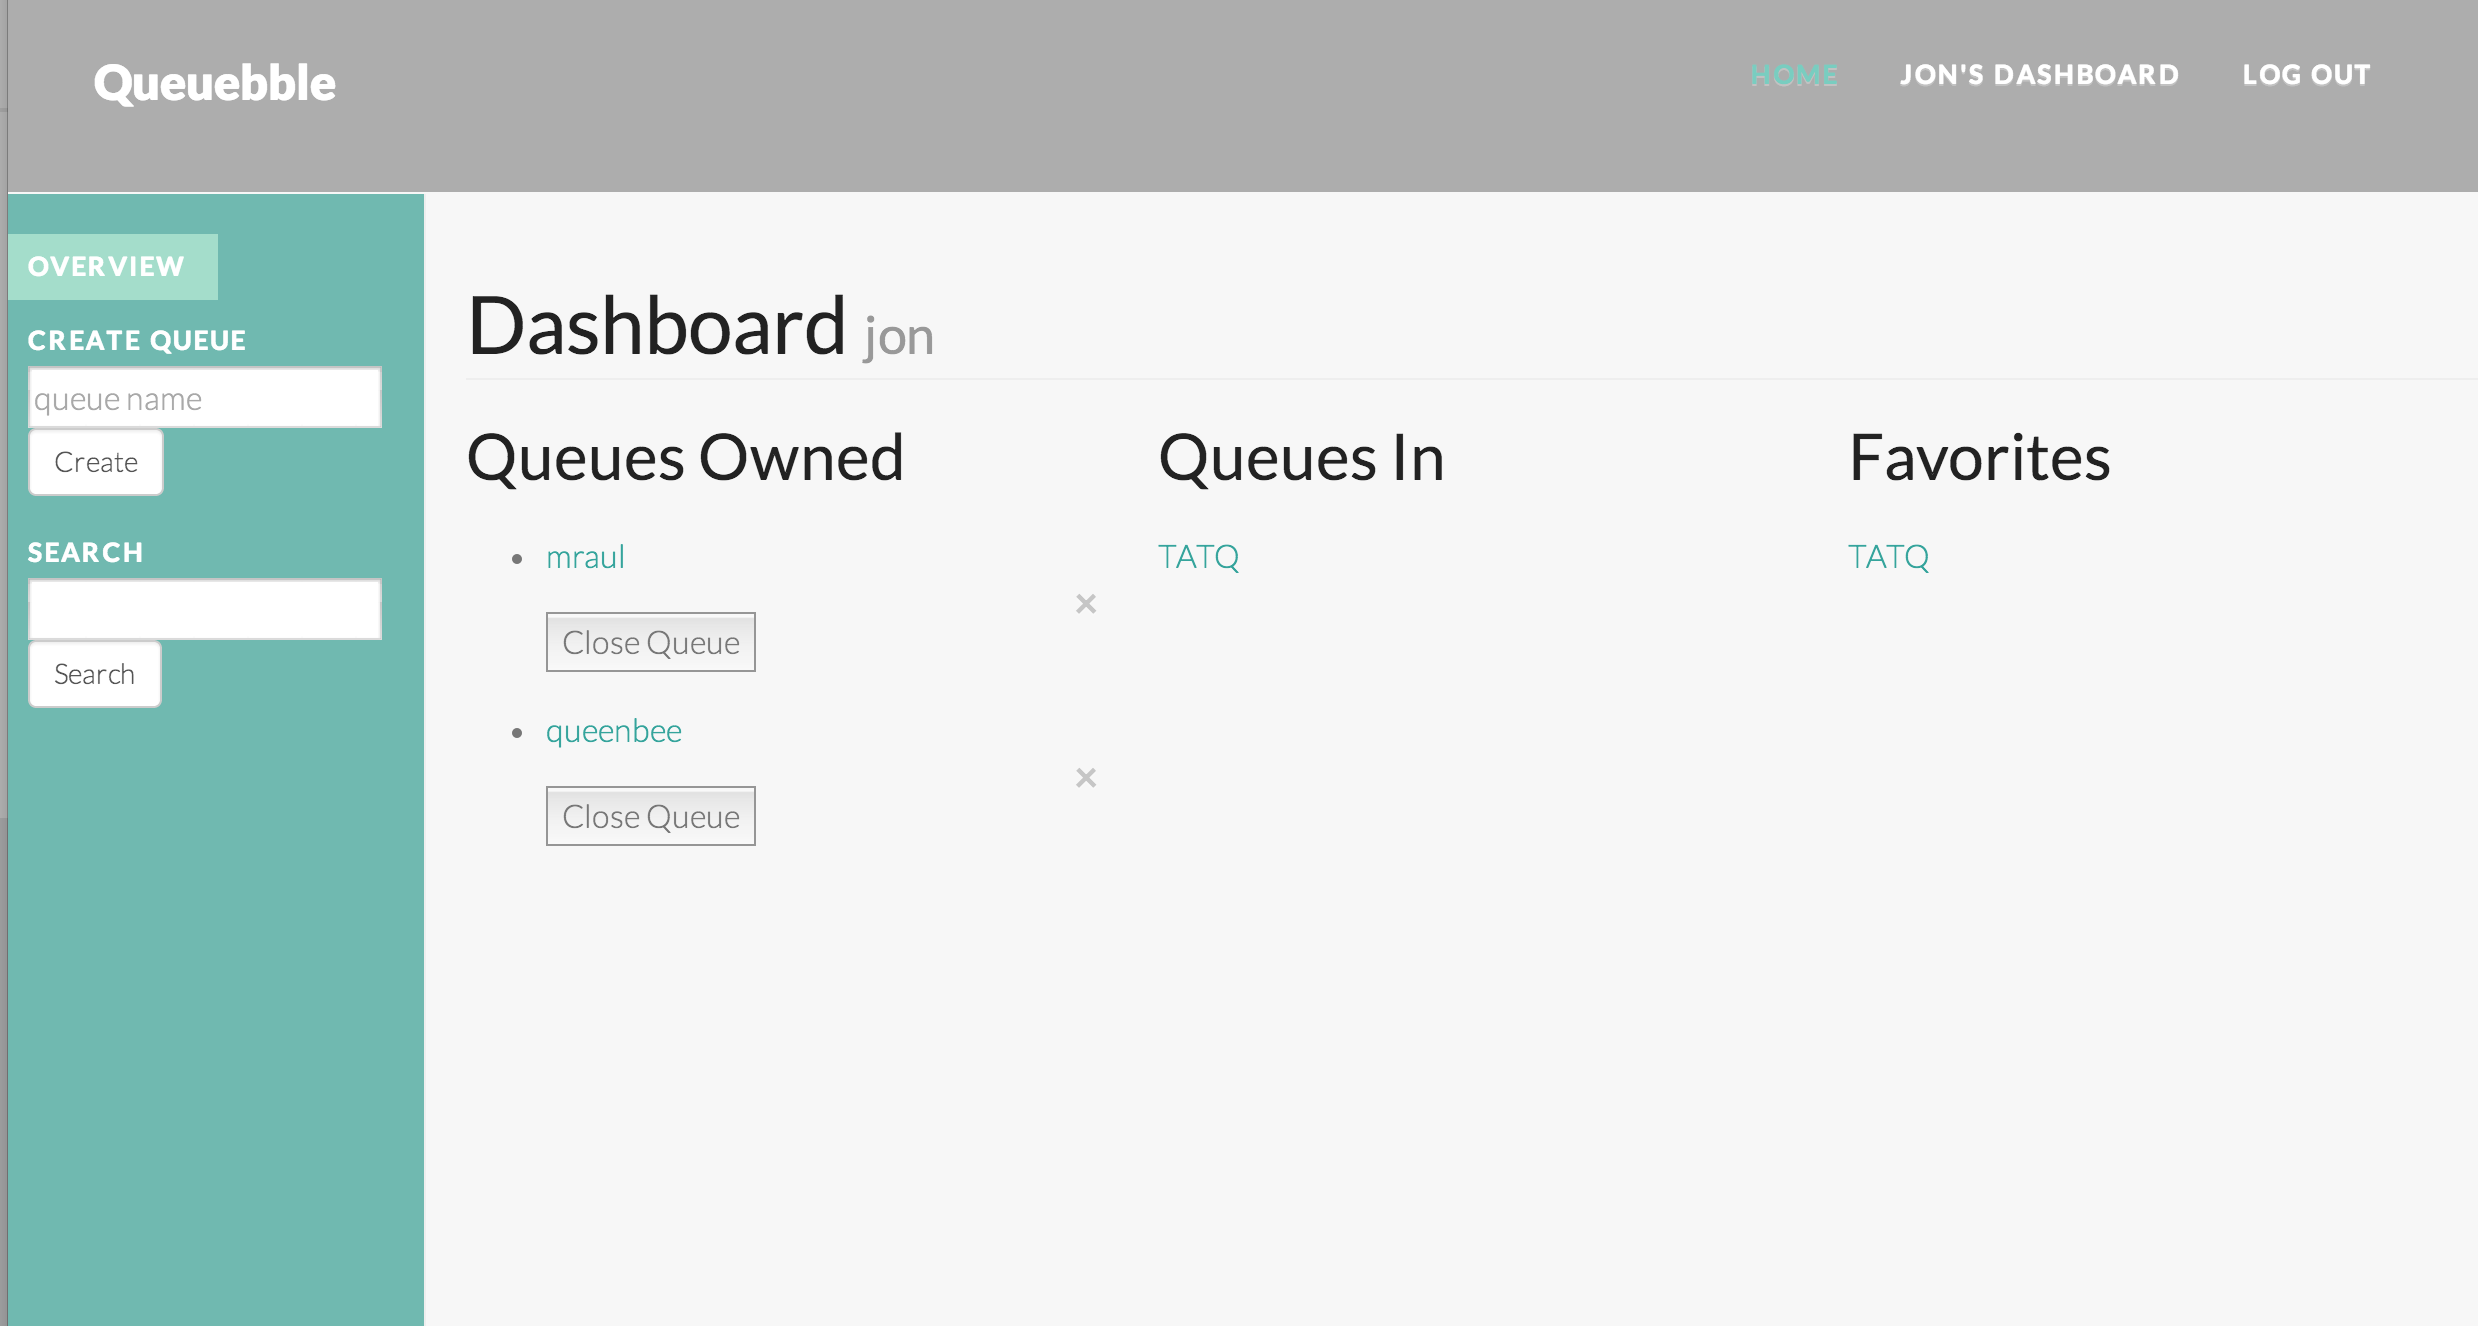 Queuebble
HOME
JON'S DASHBOARD
LOG OUT
OVERVIEW
CREATE QUEUE
queue name
Create
SEARCH
Search
Dashboard jon
Queues Owned
mraul
×
Close Queue
queenbee
×
Close Queue
Queues In
TATQ
Favorites
TATQ